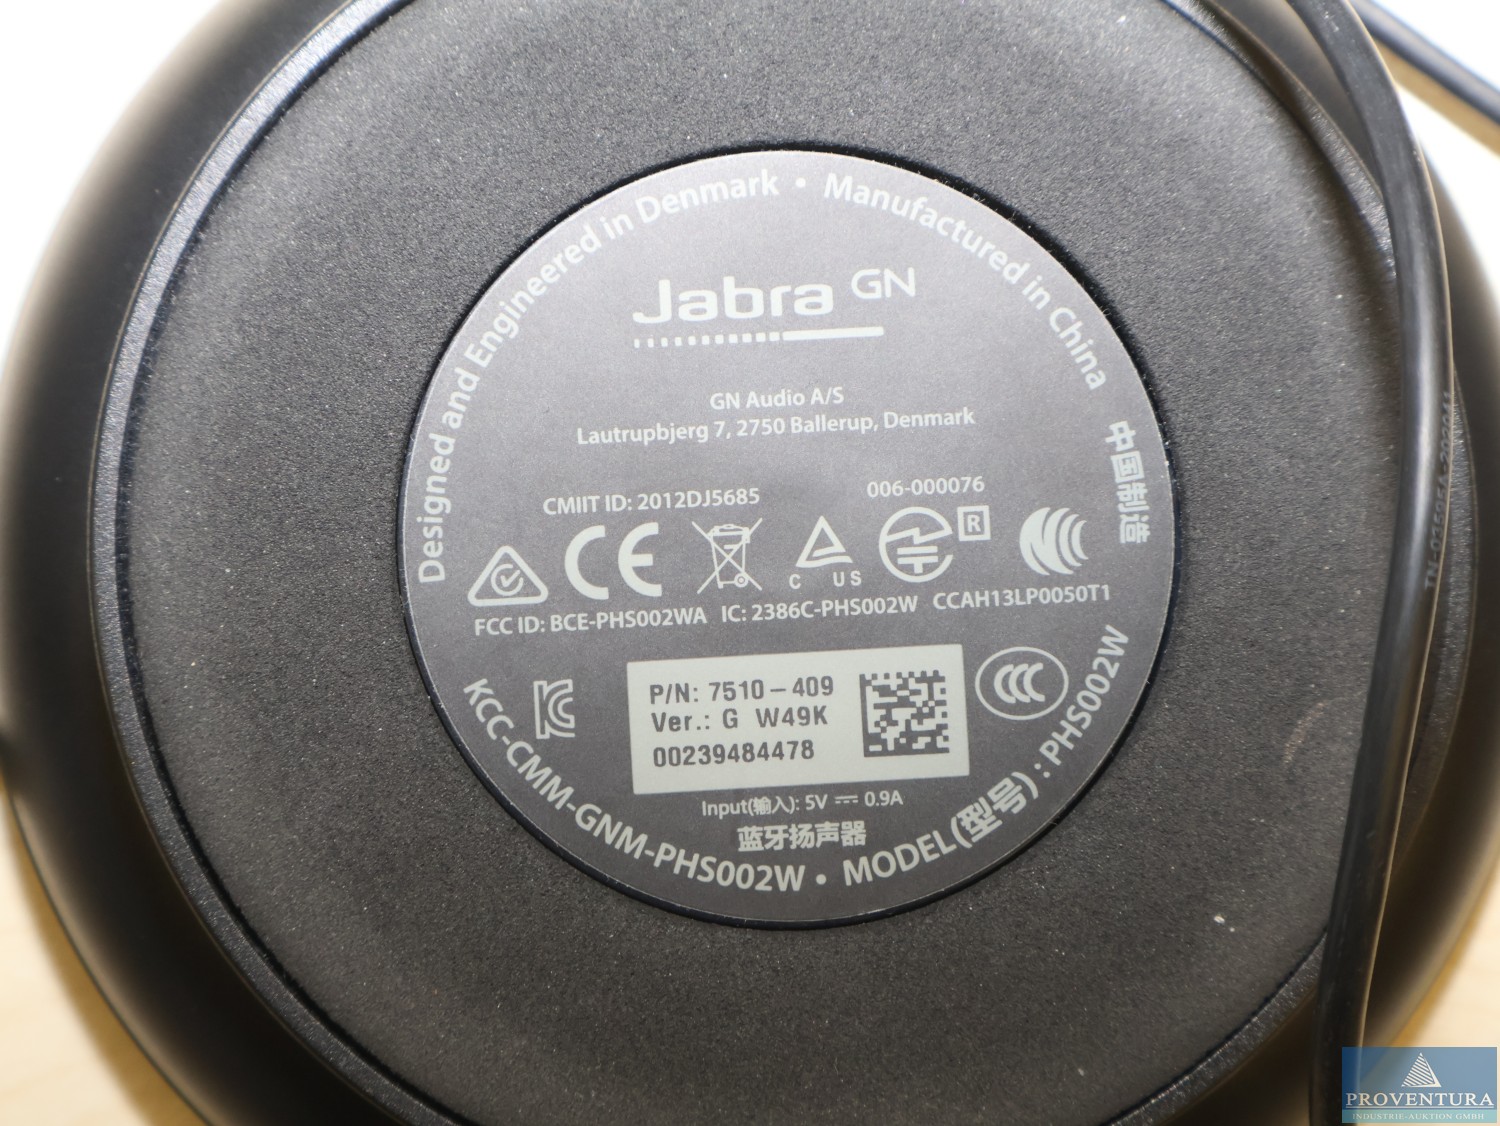 Designed and Engineered in Denmark • Manufactured in China
中国制造
Jabra GN
GN Audio A/S
Lautrupbjerg 7, 2750 Ballerup, Denmark
CMIIT ID: 2012DJ5685
006-000076
R
CE
C US
FCC ID: BCE-PHS002WA IC: 2386C-PHS002W CCAH13LP0050T1
P/N: 7510-409
Ver.: G W49K
00239484478
Input(输入): 5V ⎓ 0.9A
蓝牙扬声器
KCC-CMM-GNM-PHS002W • MODEL(型号): PHS002W
PROVENTURA
INDUSTRIE-AUKTION GMBH